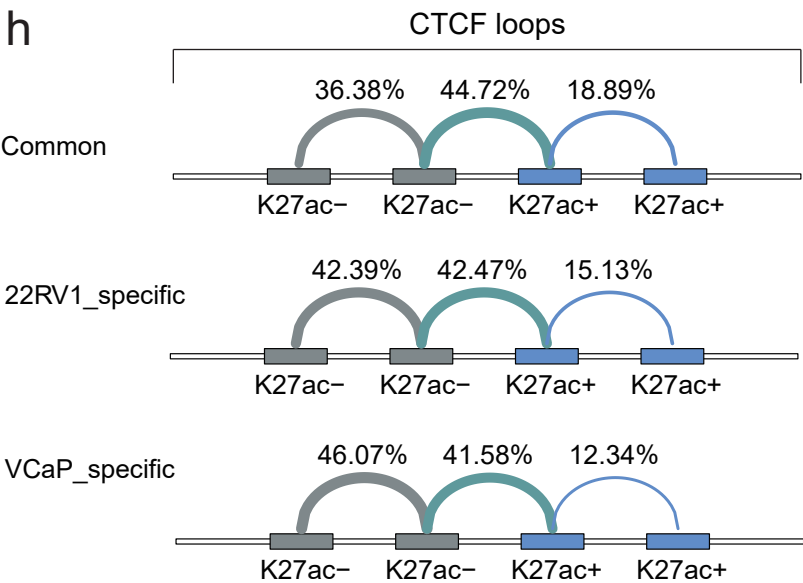 h
CTCF loops
36.38% 44.72% 18.89%
Common
K27ac− K27ac− K27ac+ K27ac+
42.39% 42.47% 15.13%
22RV1_specific
K27ac− K27ac− K27ac+ K27ac+
46.07% 41.58% 12.34%
VCaP_specific
K27ac− K27ac− K27ac+ K27ac+